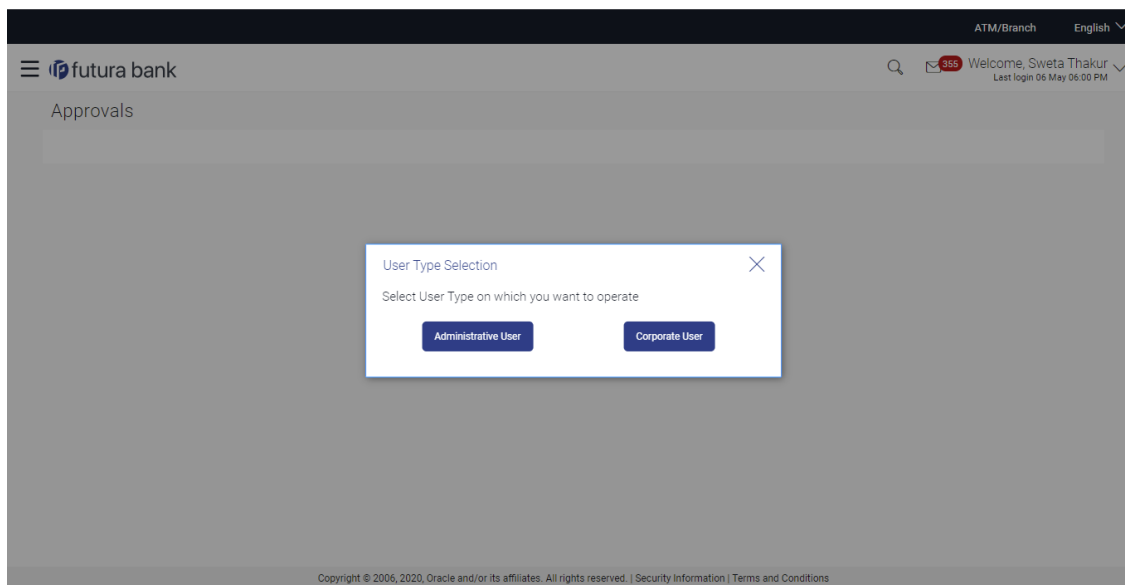 ATM/Branch English
futura bank
355 Welcome, Sweta Thakur
Last login 06 May 06:00 PM
Approvals
User Type Selection
Select User Type on which you want to operate
Administrative User Corporate User
Copyright © 2006, 2020, Oracle and/or its affiliates. All rights reserved. | Security Information | Terms and Conditions